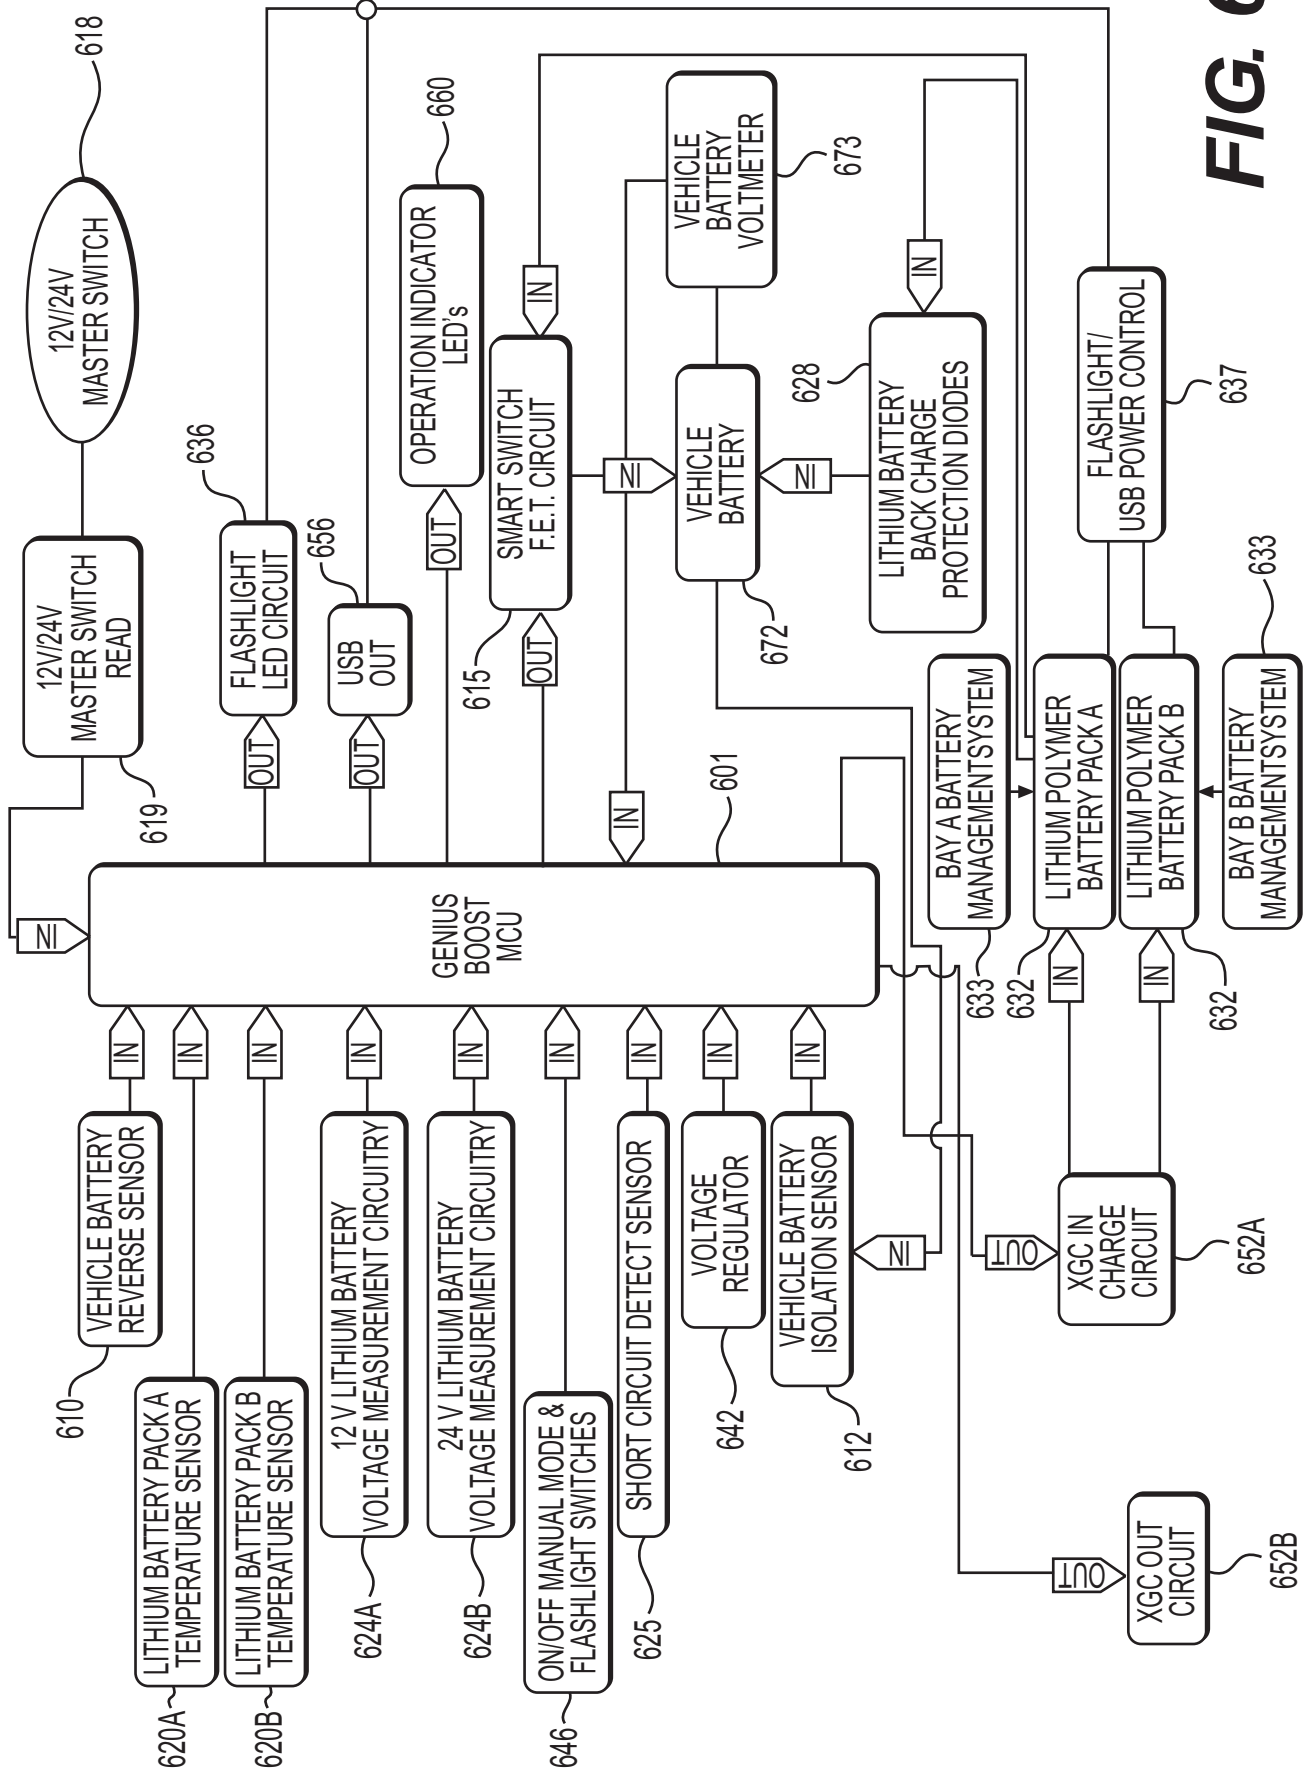 12V/24V
MASTER SWITCH
618
12V/24V
MASTER SWITCH
READ
619
IN
GENIUS
BOOST
MCU
601
VEHICLE BATTERY
REVERSE SENSOR
610
IN
LITHIUM BATTERY PACK A
TEMPERATURE SENSOR
620A
IN
LITHIUM BATTERY PACK B
TEMPERATURE SENSOR
620B
IN
12 V LITHIUM BATTERY
VOLTAGE MEASUREMENT CIRCUITRY
624A
IN
24 V LITHIUM BATTERY
VOLTAGE MEASUREMENT CIRCUITRY
624B
IN
ON/OFF MANUAL MODE &
FLASHLIGHT SWITCHES
646
IN
SHORT CIRCUIT DETECT SENSOR
625
IN
VOLTAGE
REGULATOR
642
IN
VEHICLE BATTERY
ISOLATION SENSOR
612
IN
IN
OUT
FLASHLIGHT
LED CIRCUIT
636
OUT
USB
OUT
656
OUT
OPERATION INDICATOR
LED's
660
OUT
SMART SWITCH
F.E.T. CIRCUIT
615
IN
IN
IN
VEHICLE
BATTERY
672
VEHICLE
BATTERY
VOLTMETER
673
IN
LITHIUM BATTERY
BACK CHARGE
PROTECTION DIODES
628
IN
BAY A BATTERY
MANAGEMENTSYSTEM
633
LITHIUM POLYMER
BATTERY PACK A
632
IN
LITHIUM POLYMER
BATTERY PACK B
632
IN
BAY B BATTERY
MANAGEMENTSYSTEM
633
FLASHLIGHT/
USB POWER CONTROL
637
OUT
XGC IN
CHARGE
CIRCUIT
652A
OUT
XGC OUT
CIRCUIT
652B
FIG. 6